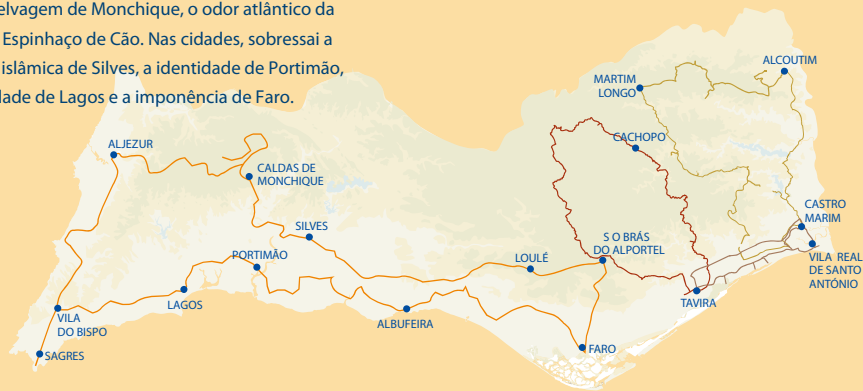 elvagem de Monchique, o odor atlântico da
Espinhaço de Cão. Nas cidades, sobressai a
islâmica de Silves, a identidade de Portimão,
dade de Lagos e a imponência de Faro.
ALCOUTIM
MARTIM
LONGO
CACHOPO
ALJEZUR
CALDAS DE
MONCHIQUE
CASTRO
MARIM
SILVES
S O BRÁS
DO ALPORTEL
PORTIMÃO
LOULÉ
VILA REAL
DE SANTO
ANTÓNIO
LAGOS
TAVIRA
VILA
DO BISPO
ALBUFEIRA
FARO
SAGRES